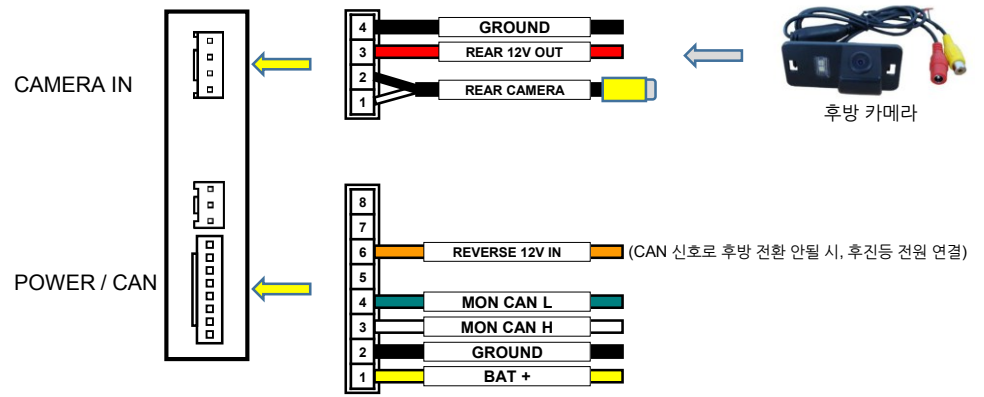 CAMERA IN
4 GROUND
3 REAR 12V OUT
2
REAR CAMERA
1
후방 카메라
POWER / CAN
8
7
6 REVERSE 12V IN (CAN 신호로 후방 전환 안될 시, 후진등 전원 연결)
5
4 MON CAN L
3 MON CAN H
2 GROUND
1 BAT +